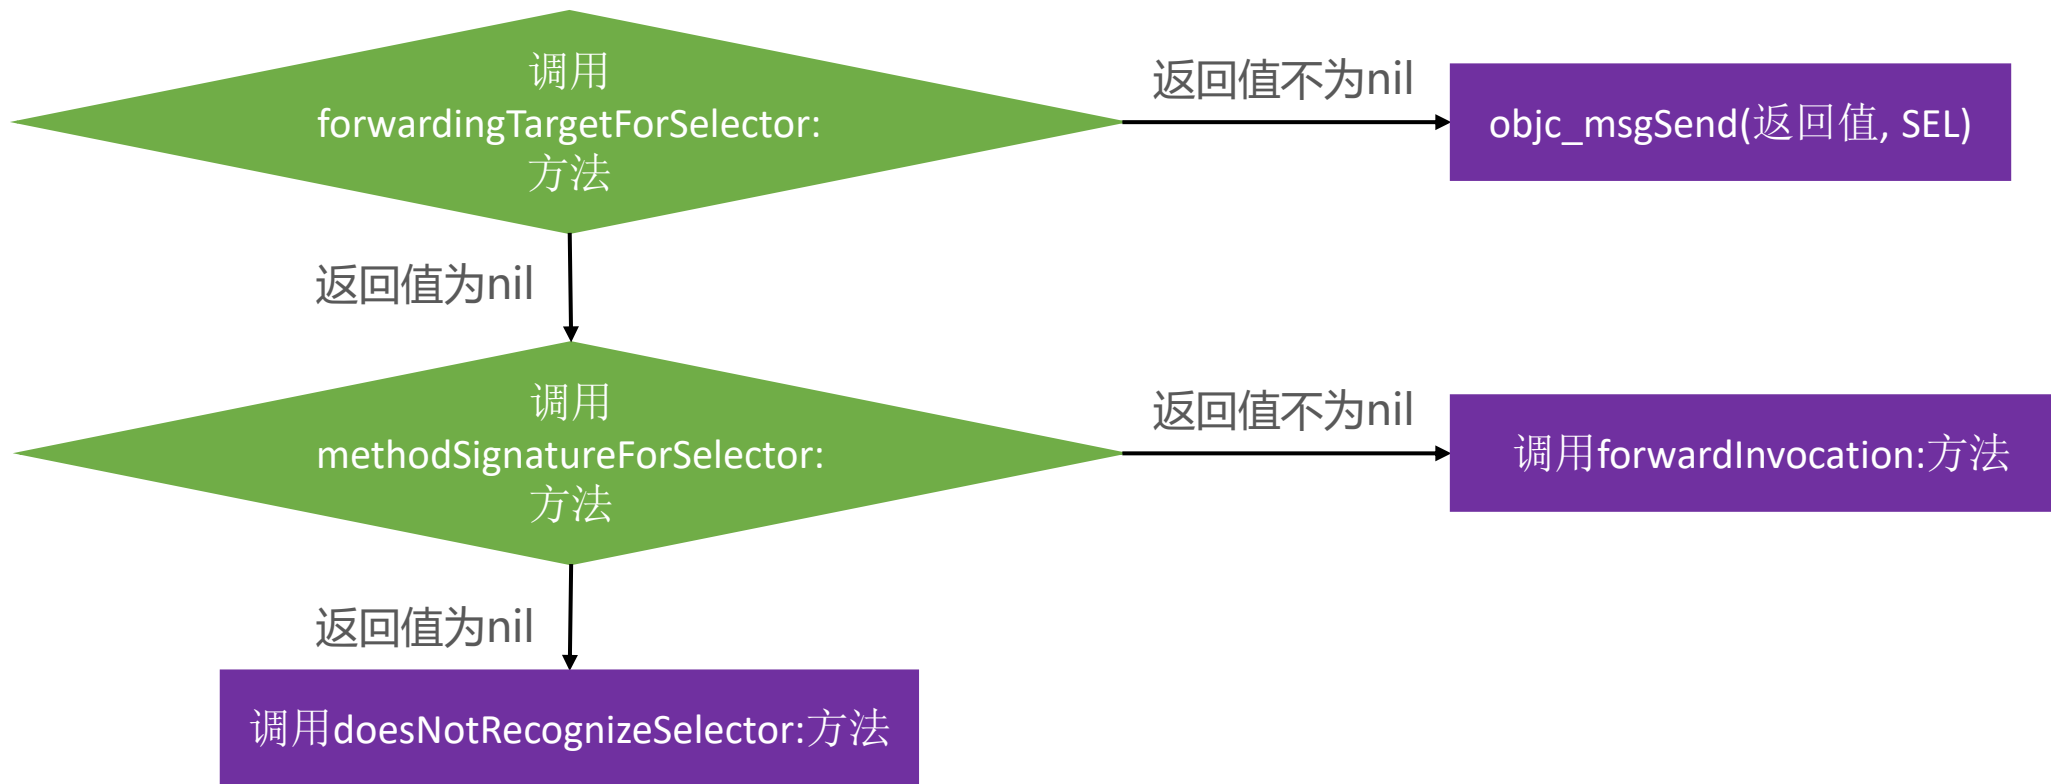 调用
forwardingTargetForSelector:
方法
返回值不为nil
objc_msgSend(返回值, SEL)
返回值为nil
调用
methodSignatureForSelector:
方法
返回值不为nil
调用forwardInvocation:方法
返回值为nil
调用doesNotRecognizeSelector:方法